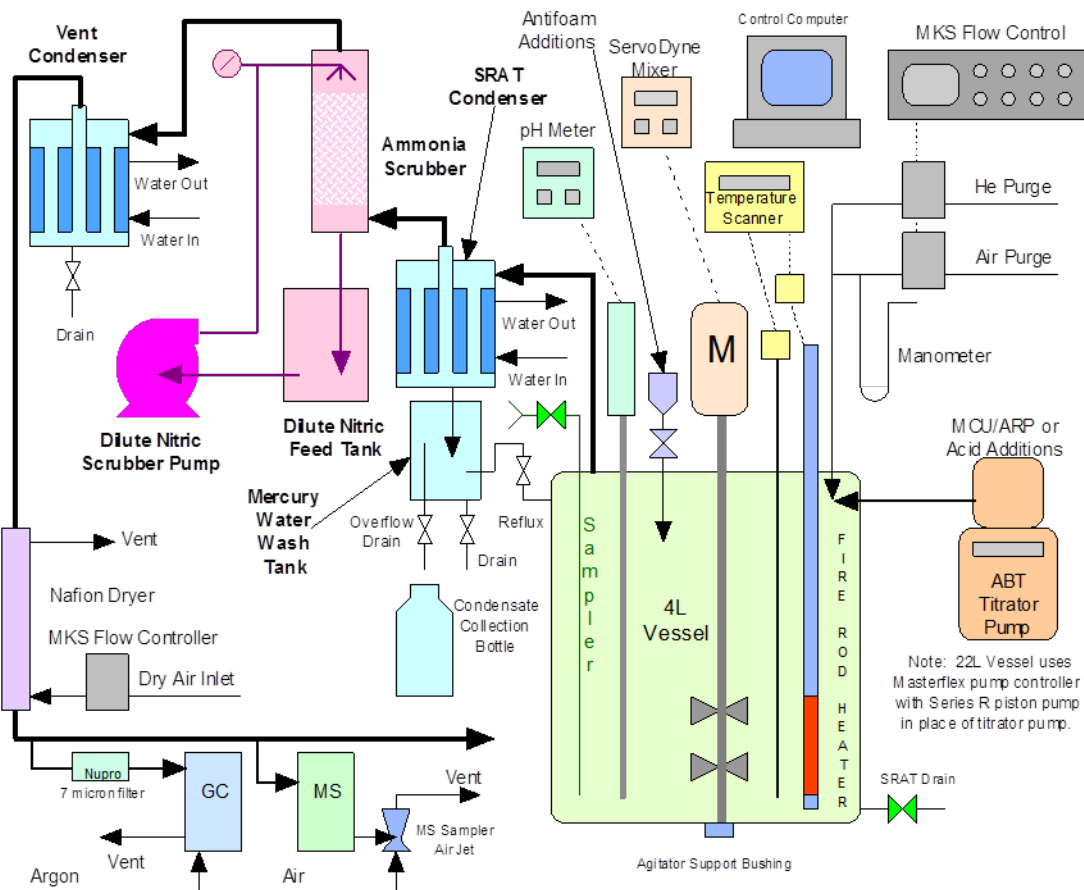 Vent
Condenser
Antifoam
Additions
ServoDyne
Mixer
Control Computer
MKS Flow Control
SRAT
Condenser
pH Meter
Ammonia
Scrubber
Water Out
Water In
Drain
Temperature
Scanner
He Purge
Air Purge
Manometer
Water Out
Water In
M
Dilute Nitric
Scrubber Pump
Dilute Nitric
Feed Tank
MCU/ARP or
Acid Additions
Mercury
Water
Wash
Tank
Overflow
Drain
Drain
Reflux
Sampler
4L
Vessel
FIRE ROD HEATER
ABT
Titrator
Pump
Note: 22L Vessel uses
Masterflex pump controller
with Series R piston pump
in place of titrator pump.
Vent
Nafion Dryer
MKS Flow Controller
Dry Air Inlet
Condensate
Collection
Bottle
Nupro
7 micron filter
GC
MS
Vent
MS Sampler
Air Jet
SRAT Drain
Agitator Support Bushing
Vent
Argon
Air